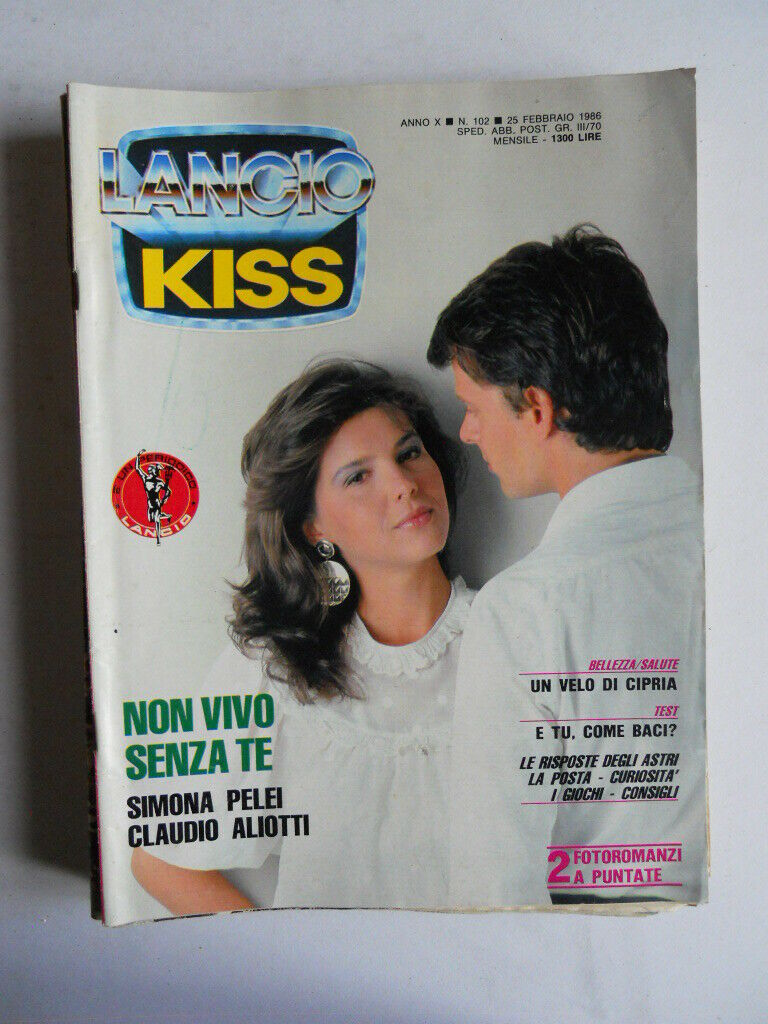 ANNO X ■ N. 102 ■ 25 FEBBRAIO 1986
SPED. ABB. POST. GR. III/70
MENSILE - 1300 LIRE
LANCIO
KISS
È UN PERIODICO
LANCIO
NON VIVO
SENZA TE
SIMONA PELEI
CLAUDIO ALIOTTI
BELLEZZA/SALUTE
UN VELO DI CIPRIA
TEST
E TU, COME BACI?
LE RISPOSTE DEGLI ASTRI
LA POSTA - CURIOSITA'
I GIOCHI - CONSIGLI
2 FOTOROMANZI
A PUNTATE